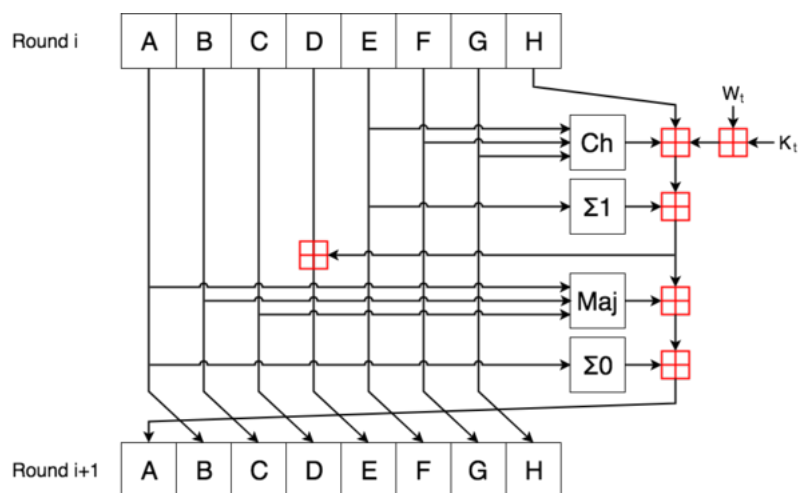 Round i A B C D E F G H
Wₜ
Ch Kₜ
Σ1
Maj
Σ0
Round i+1 A B C D E F G H